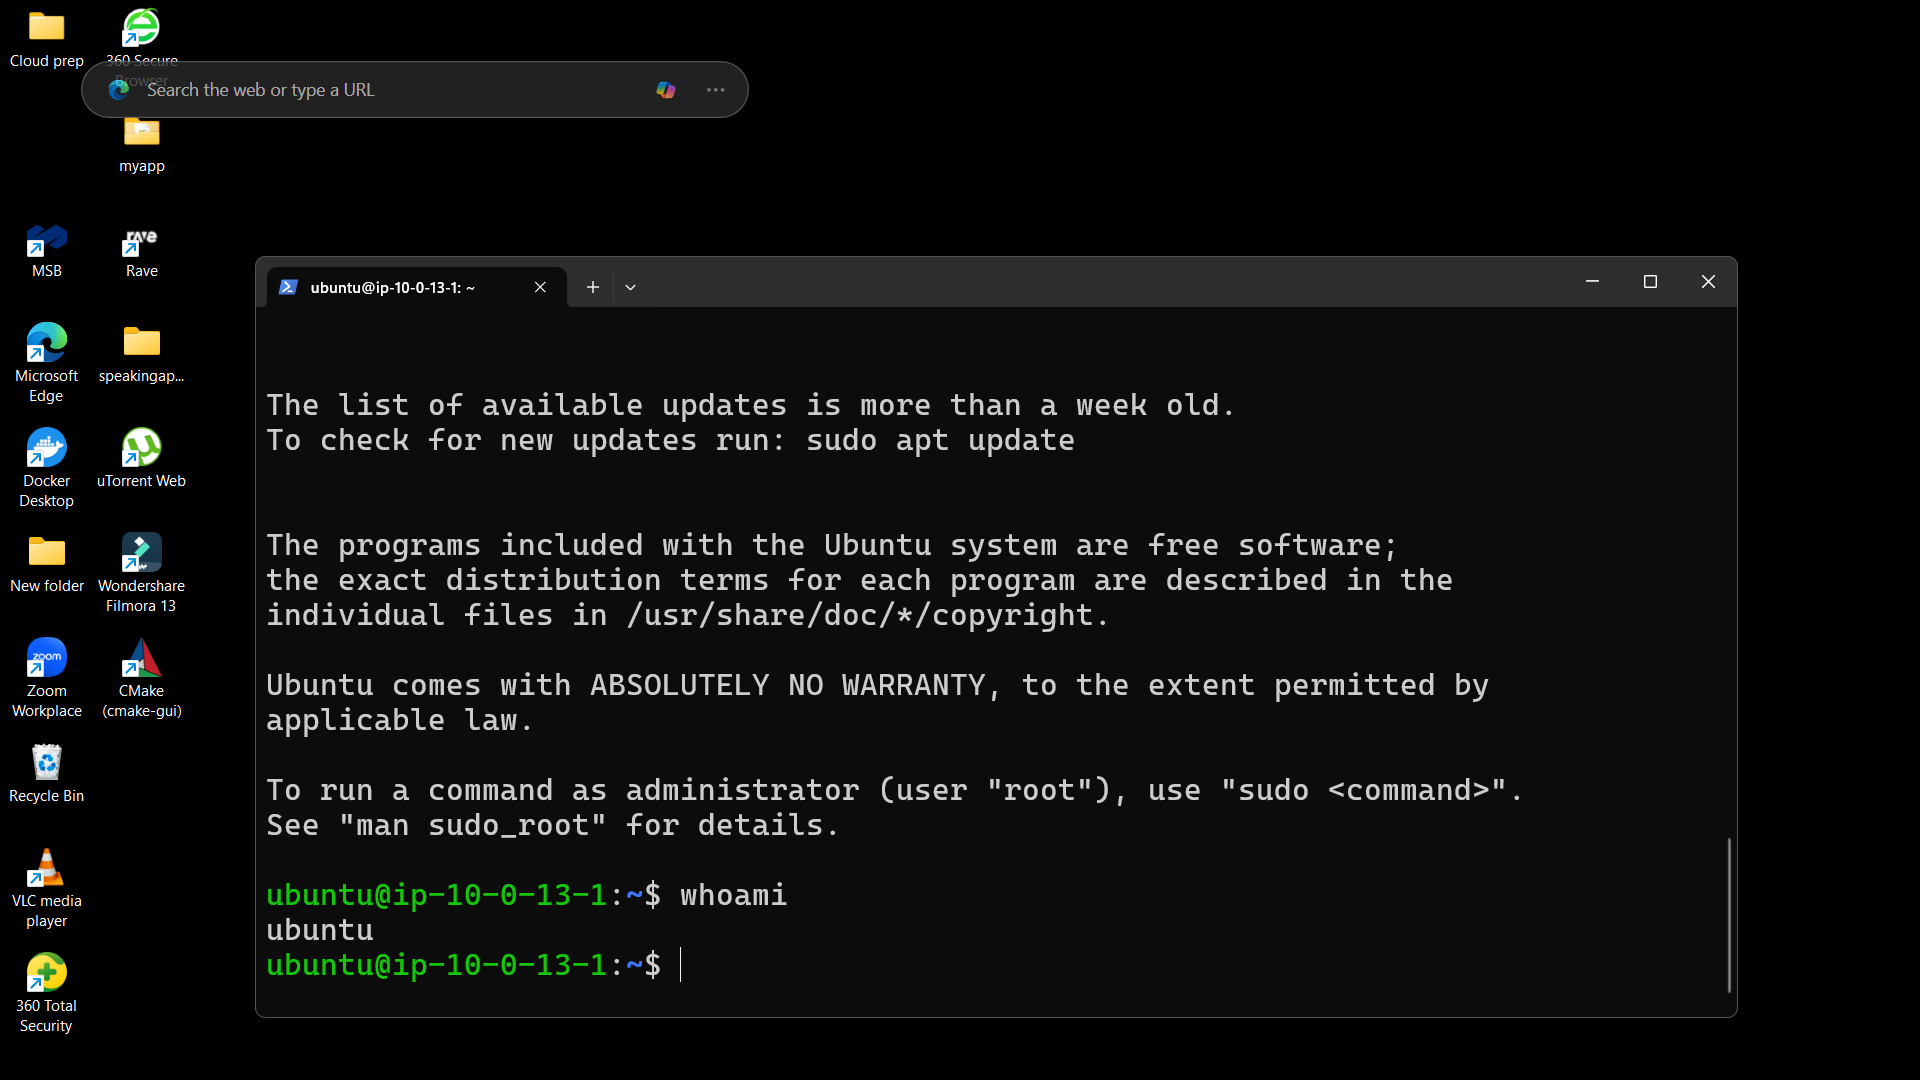 Cloud prep
360 Secure
Browser
Search the web or type a URL
myapp
MSB
Rave
rave
Microsoft
Edge
speakingap...
Docker
Desktop
uTorrent Web
New folder
Wondershare
Filmora 13
zoom
Zoom
Workplace
CMake
(cmake-gui)
Recycle Bin
VLC media
player
360 Total
Security
ubuntu@ip-10-0-13-1: ~
The list of available updates is more than a week old.
To check for new updates run: sudo apt update
The programs included with the Ubuntu system are free software;
the exact distribution terms for each program are described in the
individual files in /usr/share/doc/*/copyright.
Ubuntu comes with ABSOLUTELY NO WARRANTY, to the extent permitted by
applicable law.
To run a command as administrator (user "root"), use "sudo <command>".
See "man sudo_root" for details.
ubuntu@ip-10-0-13-1:~$ whoami
ubuntu
ubuntu@ip-10-0-13-1:~$